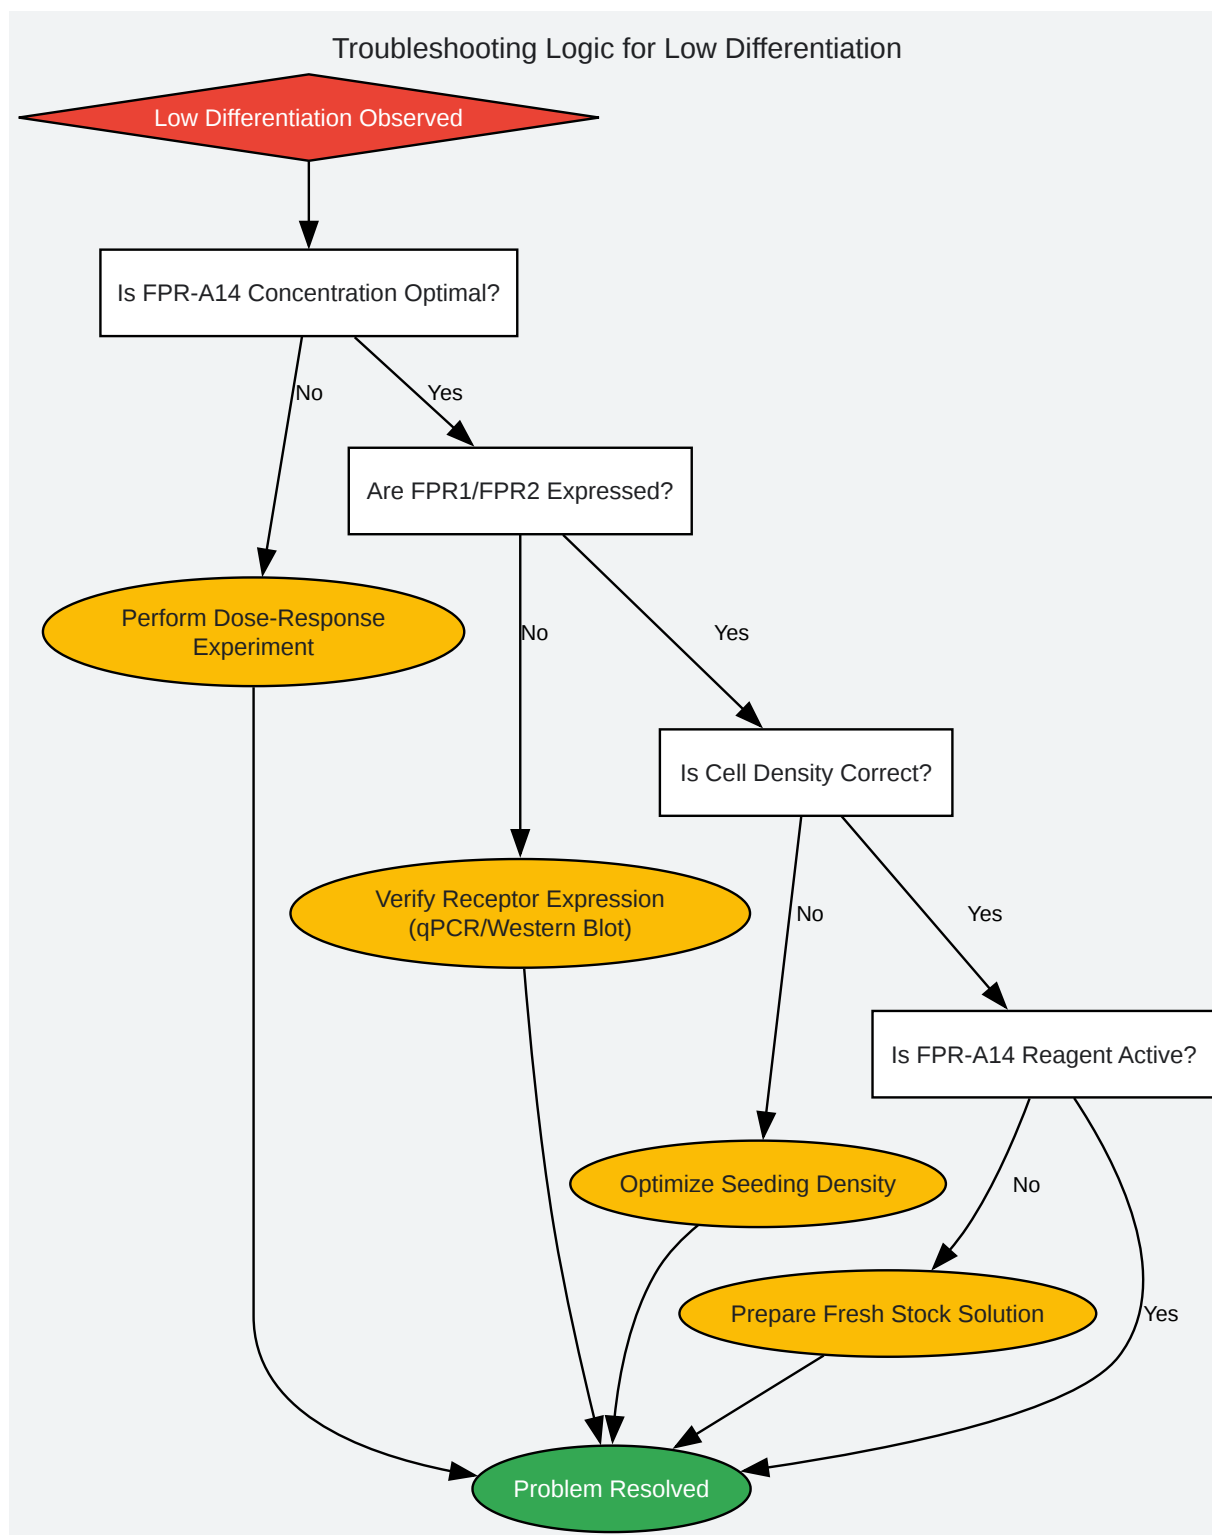 Troubleshooting Logic for Low Differentiation
Low Differentiation Observed
Is FPR-A14 Concentration Optimal?
No
Yes
Are FPR1/FPR2 Expressed?
Perform Dose-Response
Experiment
No
Yes
Is Cell Density Correct?
Verify Receptor Expression
(qPCR/Western Blot)
No
Yes
Is FPR-A14 Reagent Active?
Optimize Seeding Density
No
Prepare Fresh Stock Solution
Yes
Problem Resolved